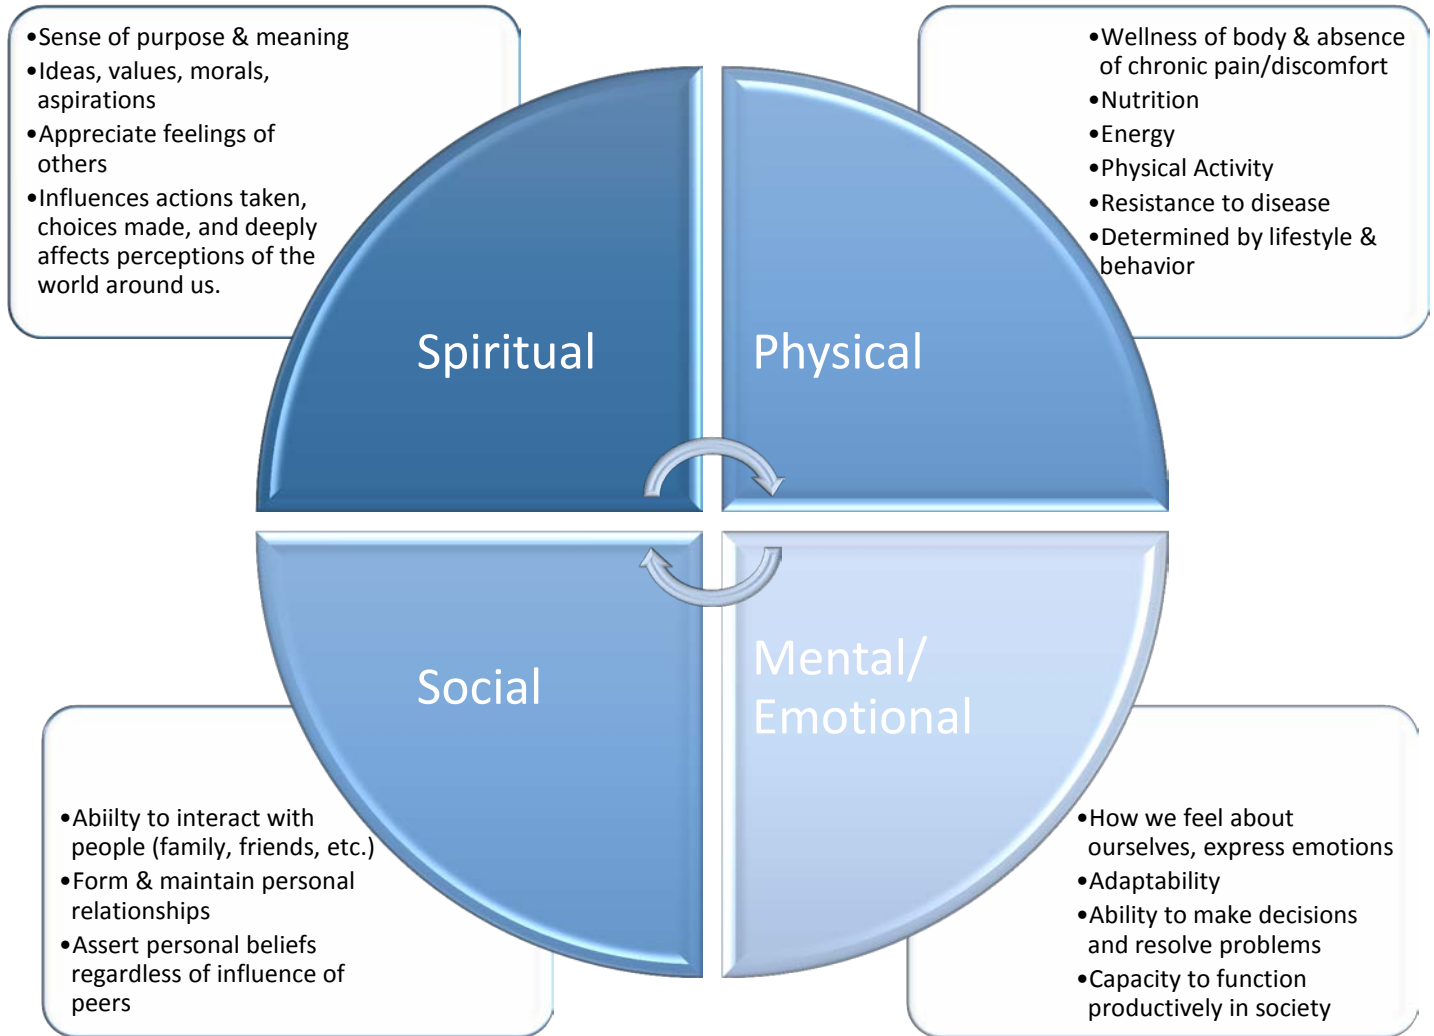 •Sense of purpose & meaning
•Ideas, values, morals,
aspirations
•Appreciate feelings of
others
•Influences actions taken,
choices made, and deeply
affects perceptions of the
world around us.
•Wellness of body & absence
of chronic pain/discomfort
•Nutrition
•Energy
•Physical Activity
•Resistance to disease
•Determined by lifestyle &
behavior
Spiritual
Physical
Social
Mental/
Emotional
•Abiilty to interact with
people (family, friends, etc.)
•Form & maintain personal
relationships
•Assert personal beliefs
regardless of influence of
peers
•How we feel about
ourselves, express emotions
•Adaptability
•Ability to make decisions
and resolve problems
•Capacity to function
productively in society